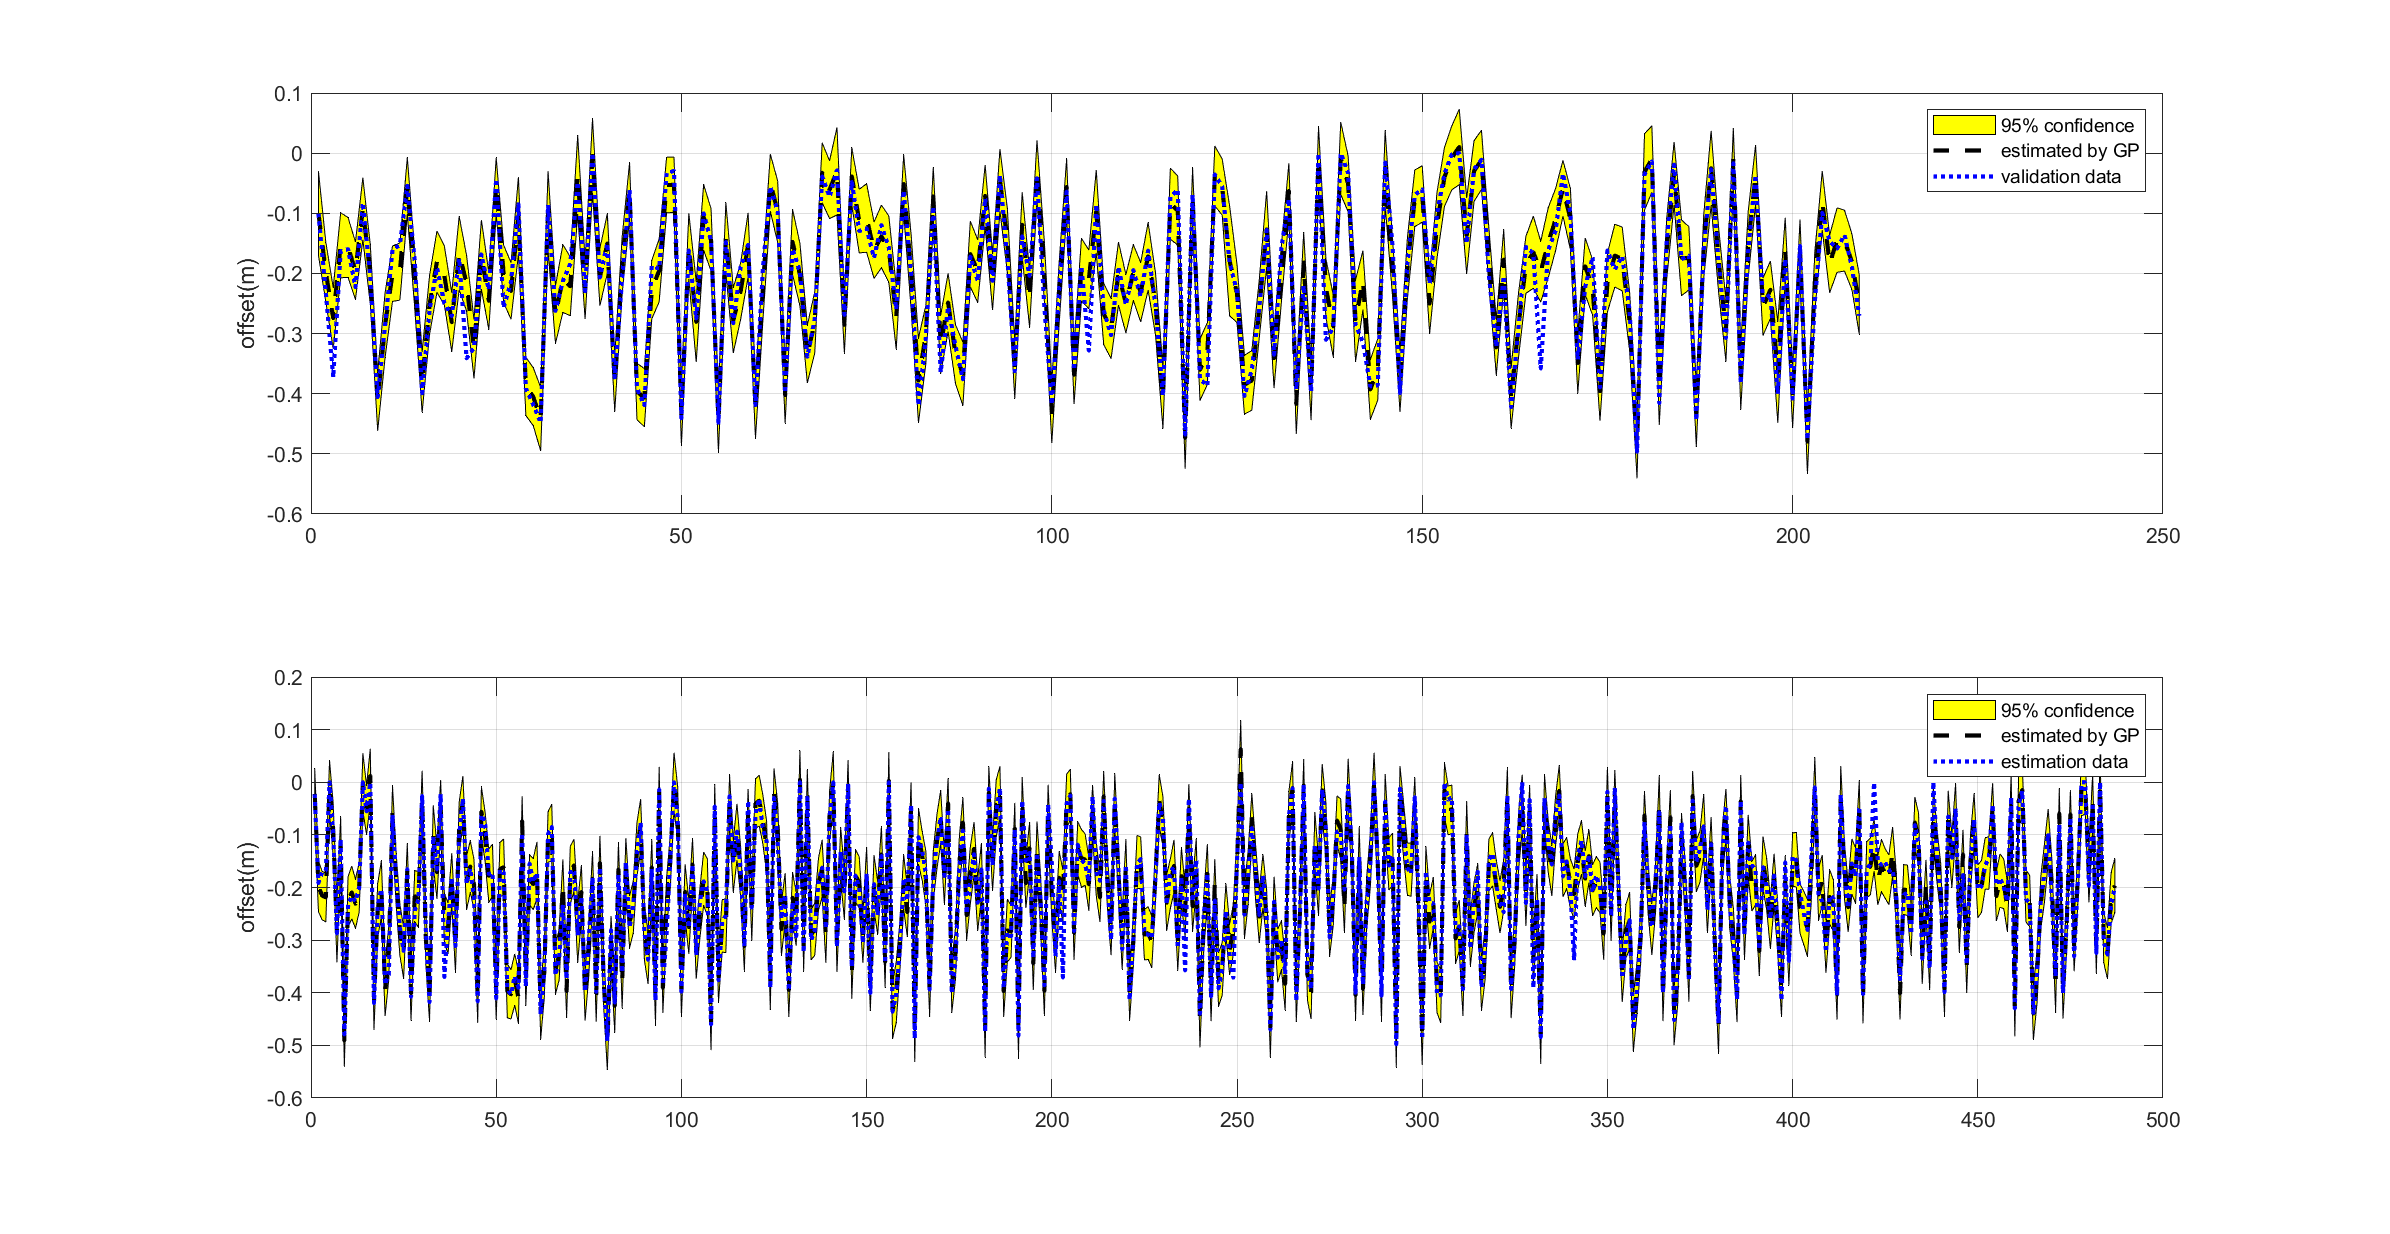 0.1
0
-0.1
-0.2
-0.3
-0.4
-0.5
-0.6
offset(m)
0 50 100 150 200 250
95% confidence
estimated by GP
validation data
0.2
0.1
0
-0.1
-0.2
-0.3
-0.4
-0.5
-0.6
offset(m)
0 50 100 150 200 250 300 350 400 450 500
95% confidence
estimated by GP
estimation data